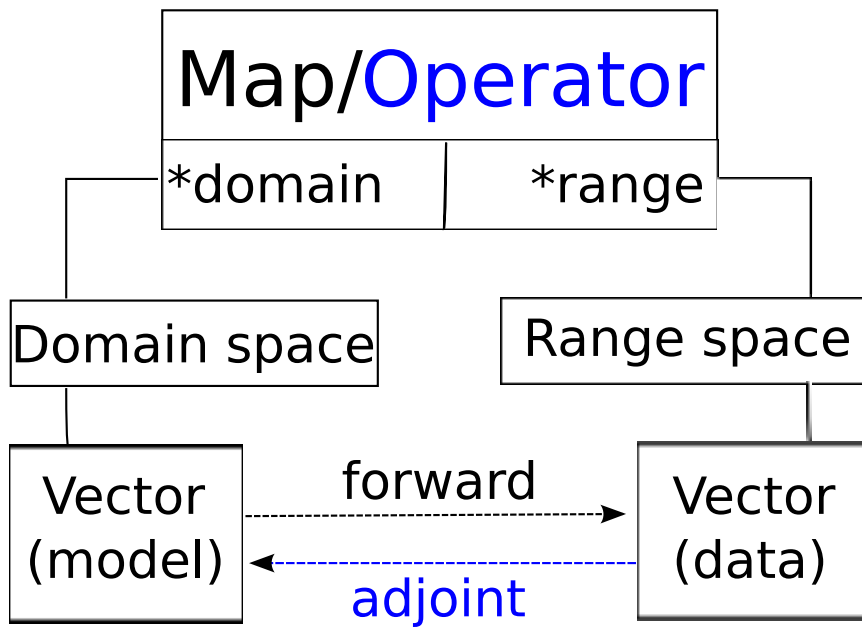 Map/Operator
*domain
*range
Domain space
Range space
Vector
(model)
forward
adjoint
Vector
(data)